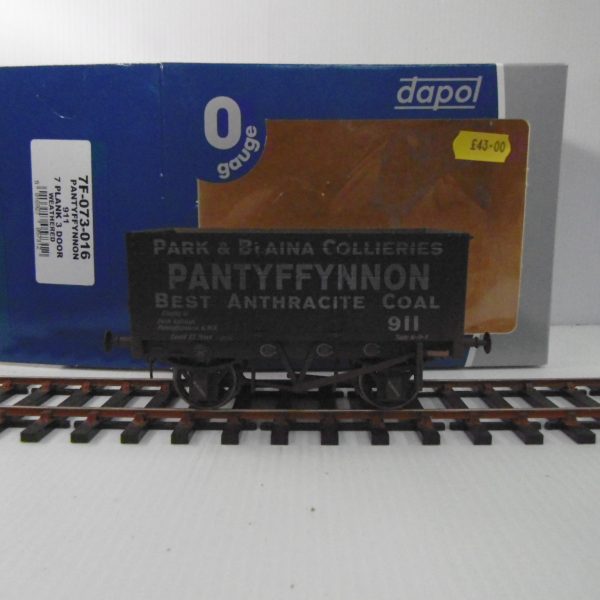 dapol
0
gauge
£43-00
7F-073-016
PANTYFFYNNON
911
7 PLANK 3 DOOR
WEATHERED
PARK & BLAINA COLLIERIES
PANTYFFYNNON
BEST ANTHRACITE COAL
911